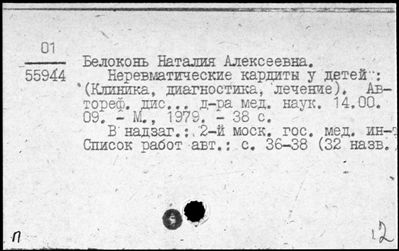 01
55944
Белоконь Наталия Алексеевна.
Неревматические кардиты у детей :
(Клиника, диагностика, лечение). Ав-
тореф. дис... д-ра мед. наук. 14.00.
09. - М., 1979. - 38 с.
В надзаг.: 2-й моск. гос. мед. ин-т
Список работ авт.: с. 36-38 (32 назв.)
п
12